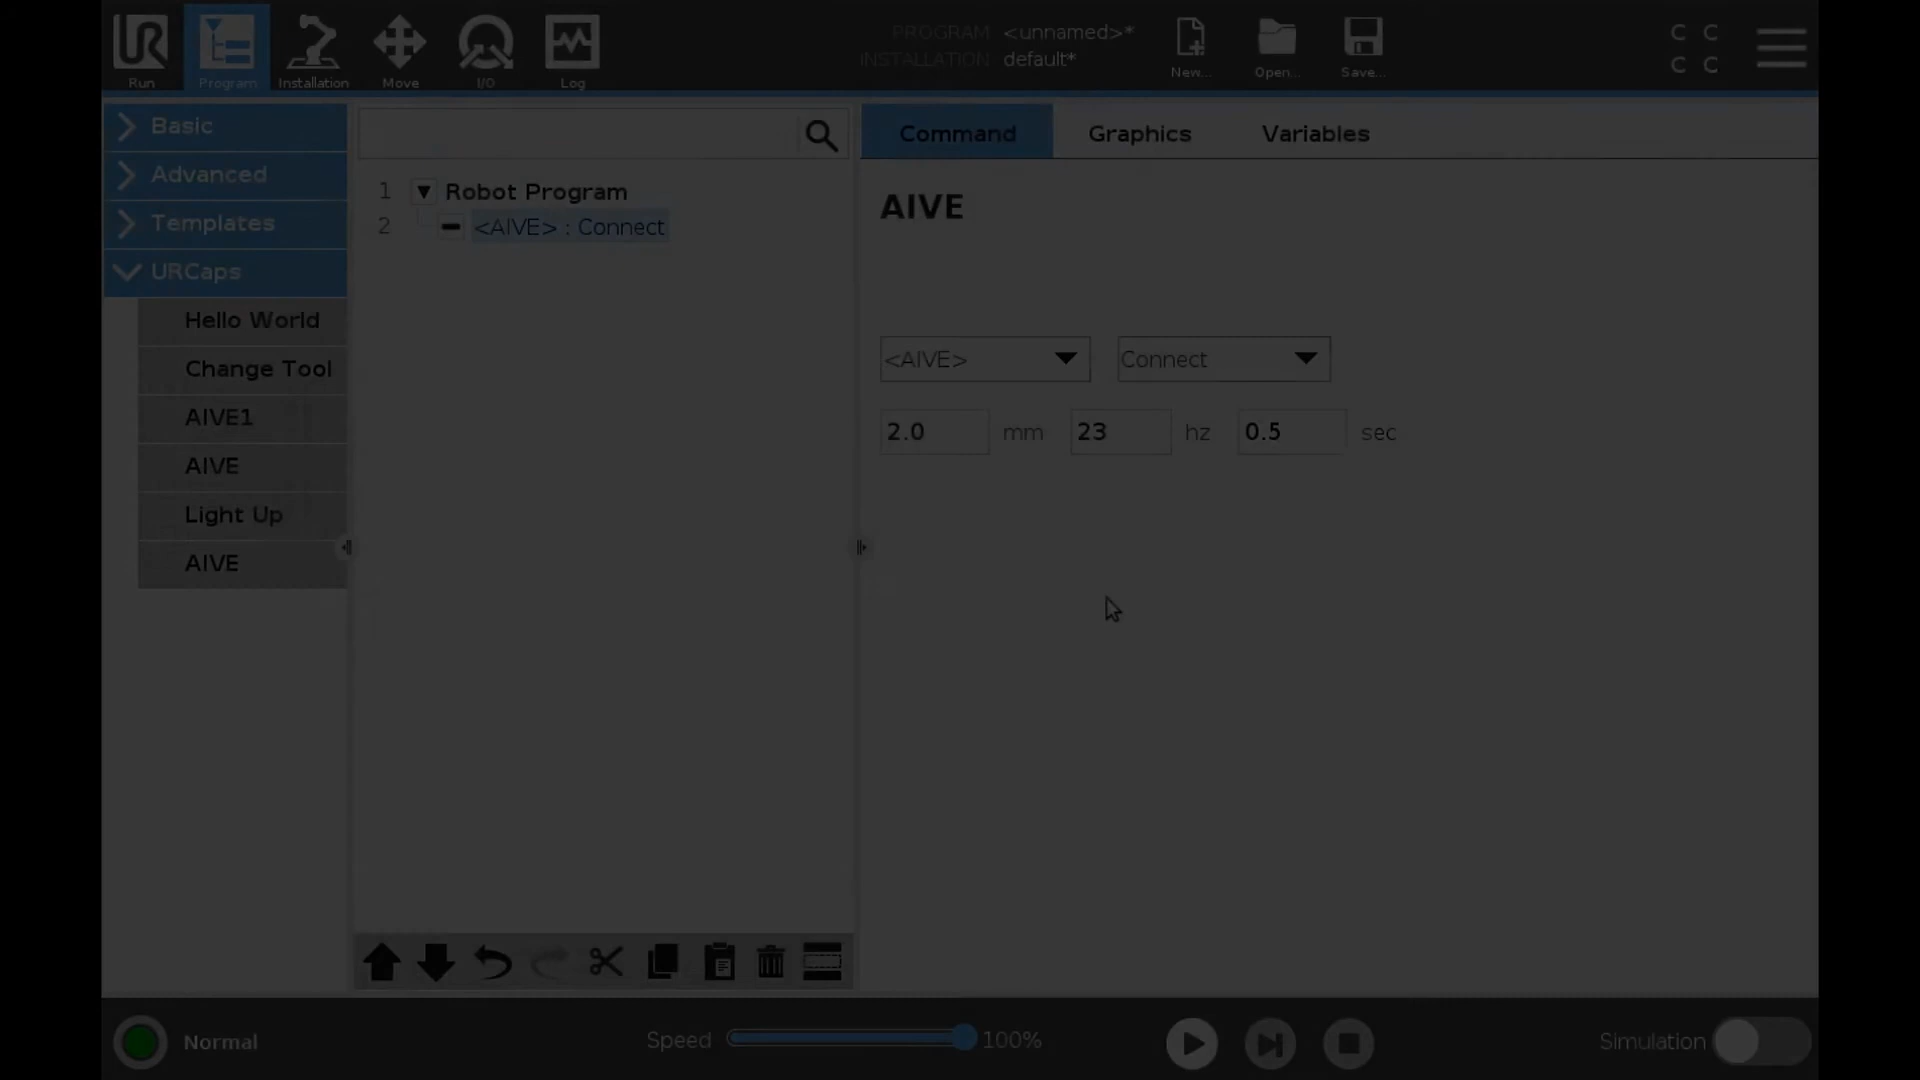 PROGRAM <unnamed>*
INSTALLATION default*
C C
C C
Run
Program
Installation
Move
I/O
Log
New...
Open...
Save...
Basic
Advanced
Templates
URCaps
Hello World
Change Tool
AIVE1
AIVE
Light Up
AIVE
1 Robot Program
2 <AIVE> : Connect
Command Graphics Variables
AIVE
<AIVE> Connect
2.0 mm 23 hz 0.5 sec
Normal
Speed 100%
Simulation